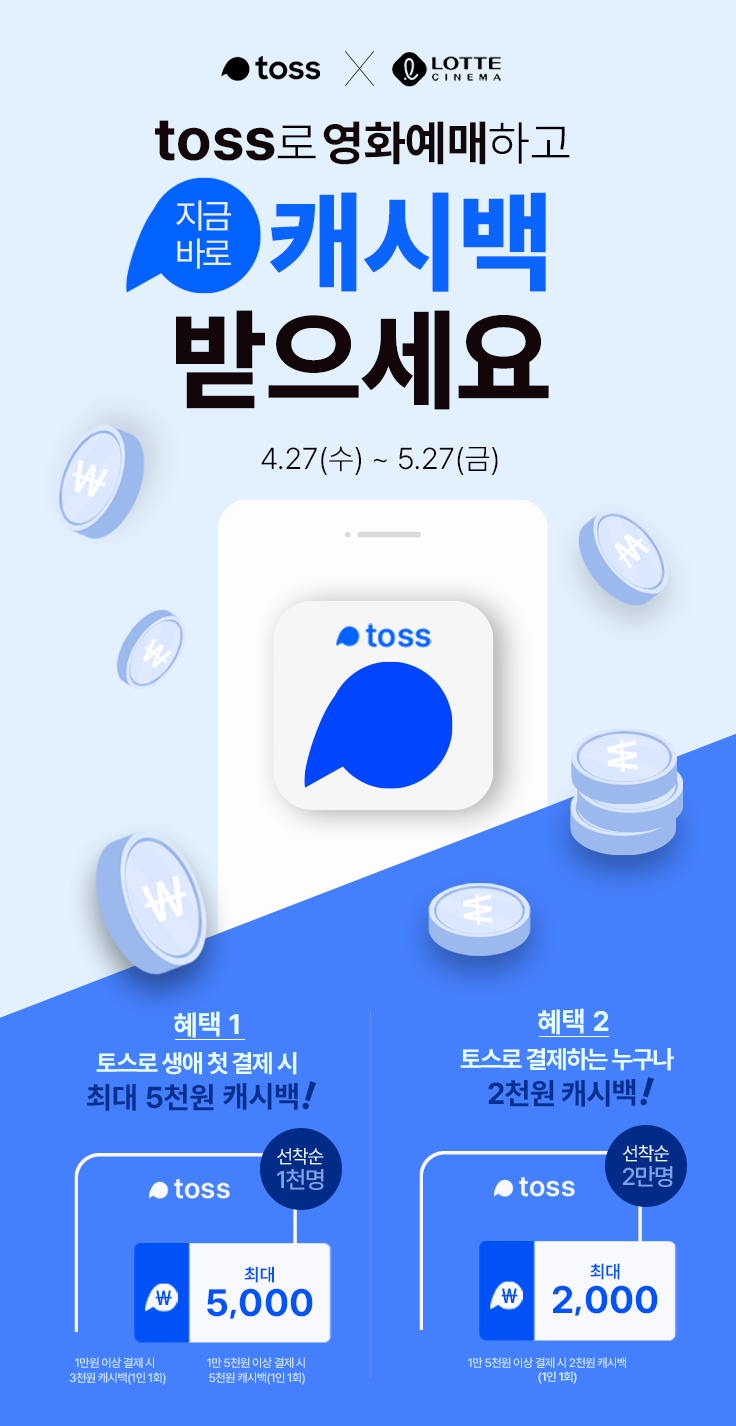 toss
LOTTE
CINEMA
toss로 영화예매하고
지금
바로
캐시백
받으세요
4.27(수) ~ 5.27(금)
toss
혜택 1
토스로 생애 첫 결제 시
최대 5천원 캐시백!
선착순
1천명
toss
최대
5,000
1만원 이상 결제 시
3천원 캐시백(1인 1회)
1만 5천원 이상 결제 시
5천원 캐시백(1인 1회)
혜택 2
토스로 결제하는 누구나
2천원 캐시백!
선착순
2만명
toss
최대
2,000
1만 5천원 이상 결제 시 2천원 캐시백
(1인 1회)